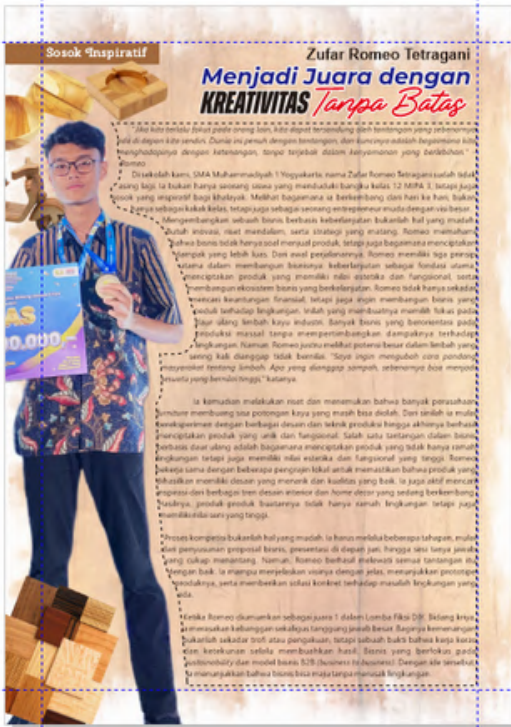 Sosok Inspiratif
Zufar Romeo Tetragani
Menjadi Juara dengan
KREATIVITAS Tanpa Batas
"Jika kita terlalu fokus pada orang lain, kita dapat tersandung oleh tantangan yang sebenarnya
ada di depan kita sendiri. Dunia ini penuh dengan tantangan, dan kuncinya adalah bagaimana kita
menghadapinya dengan ketenangan, tanpa terjebak dalam kenyamanan yang berlebihan." -
Romeo
Di sekolah kami, SMA Muhammadiyah 1 Yogyakarta, nama Zufar Romeo Tetragani sudah tidak
asing lagi. Ia bukan hanya seorang siswa yang menduduki bangku kelas 12 MIPA 3, tetapi juga
sosok yang inspiratif bagi khalayak. Melihat bagaimana ia berkembang dari hari ke hari, bukan
hanya sebagai kakak kelas, tetapi juga sebagai seorang entrepreneur muda dengan visi besar.
Mengembangkan sebuah bisnis berbasis keberlanjutan bukanlah hal yang mudah,
butuh inovasi, riset mendalam, serta strategi yang matang. Romeo memahami
bahwa bisnis tidak hanya soal menjual produk, tetapi juga bagaimana menciptakan
dampak yang lebih luas. Dari awal perjalanannya, Romeo memiliki tiga prinsip
utama dalam membangun bisnisnya: keberlanjutan sebagai fondasi utama,
menciptakan produk yang memiliki nilai estetika dan fungsional, serta
membangun ekosistem bisnis yang berkelanjutan. Romeo tidak hanya sekadar
mencari keuntungan finansial, tetapi juga ingin membangun bisnis yang
peduli terhadap lingkungan. Inilah yang membuatnya memilih fokus pada
daur ulang limbah kayu industri. Banyak bisnis yang berorientasi pada
produksi massal tanpa mempertimbangkan dampaknya terhadap
lingkungan. Namun, Romeo justru melihat potensi besar dalam limbah yang
sering kali dianggap tidak bernilai. "Saya ingin mengubah cara pandang
masyarakat tentang limbah. Apa yang dianggap sampah, sebenarnya bisa menjadi
sesuatu yang bernilai tinggi," katanya.
Ia kemudian melakukan riset dan menemukan bahwa banyak perusahaan
furniture membuang sisa potongan kayu yang masih bisa diolah. Dari sinilah ia mulai
bereksperimen dengan berbagai desain dan teknik produksi hingga akhirnya berhasil
menciptakan produk yang unik dan fungsional. Salah satu tantangan dalam bisnis
berbasis daur ulang adalah bagaimana menciptakan produk yang tidak hanya ramah
lingkungan tetapi juga memiliki nilai estetika dan fungsional yang tinggi. Romeo
bekerja sama dengan beberapa pengrajin lokal untuk memastikan bahwa produk yang
dihasilkan memiliki desain yang menarik dan kualitas yang baik. Ia juga aktif mencari
inspirasi dari berbagai tren desain interior dan home decor yang sedang berkembang.
Hasilnya, produk-produk buatannya tidak hanya ramah lingkungan tetapi juga
memiliki nilai seni yang tinggi.
Proses kompetisi bukanlah hal yang mudah. Ia harus melalui beberapa tahapan, mulai
dari penyusunan proposal bisnis, presentasi di depan juri, hingga sesi tanya jawab
yang cukup menantang. Namun, Romeo berhasil melewati semua tantangan itu
dengan baik. Ia mampu menjelaskan visinya dengan jelas, menunjukkan prototipe
produknya, serta memberikan solusi konkret terhadap masalah lingkungan yang
ada.
Ketika Romeo diumumkan sebagai juara 1 dalam Lomba Fiksi DIY, Bidang kriya,
ia merasakan kebanggaan sekaligus tanggung jawab besar. Baginya kemenangan
bukanlah sekadar trofi atau pengakuan, tetapi sebuah bukti bahwa kerja keras
dan ketekunan selalu membuahkan hasil. Bisnis yang berfokus pada
sustainability dan model bisnis B2B (business to business). Dengan ide tersebut,
ia menunjukkan bahwa bisnis bisa maju tanpa merusak lingkungan.
AS
00.000